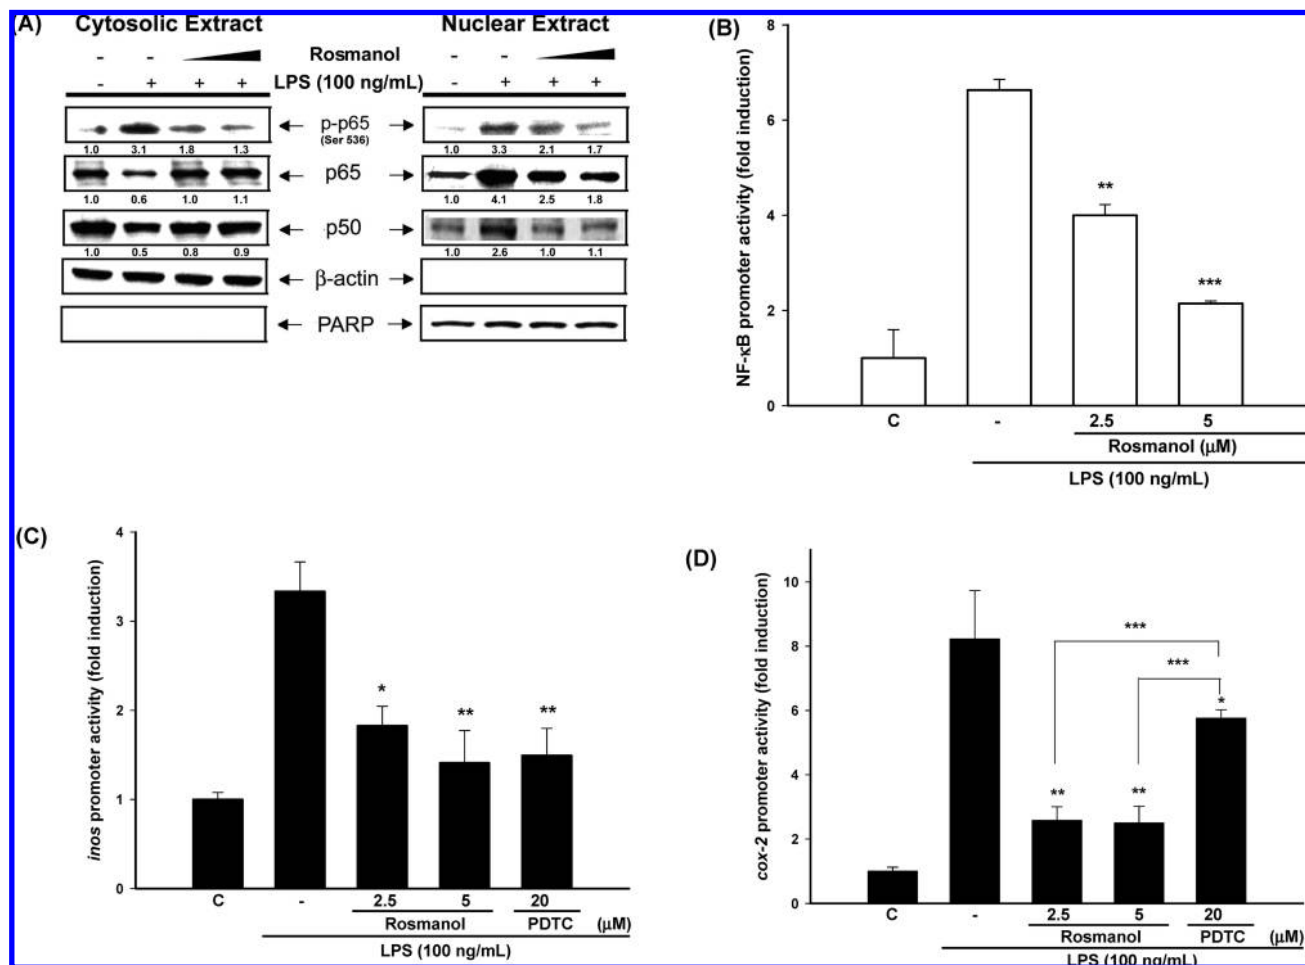 (A)
Cytosolic Extract Nuclear Extract
- - Rosmanol - -
- + + + LPS (100 ng/mL) - + + +
p-p65
(Ser 536)
1.0 3.1 1.8 1.3 1.0 3.3 2.1 1.7
p65
1.0 0.6 1.0 1.1 1.0 4.1 2.5 1.8
p50
1.0 0.5 0.8 0.9 1.0 2.6 1.0 1.1
β-actin
PARP
(B)
NF-κB promoter activity (fold induction)
8
6
4
2
0
**
***
C - 2.5 5
Rosmanol (μM)
LPS (100 ng/mL)
(C)
inos promoter activity (fold induction)
4
3
2
1
0
*
**
**
C - 2.5 5 20
Rosmanol PDTC (μM)
LPS (100 ng/mL)
(D)
cox-2 promoter activity (fold induction)
10
8
6
4
2
0
***
***
*
**
**
C - 2.5 5 20
Rosmanol PDTC (μM)
LPS (100 ng/mL)